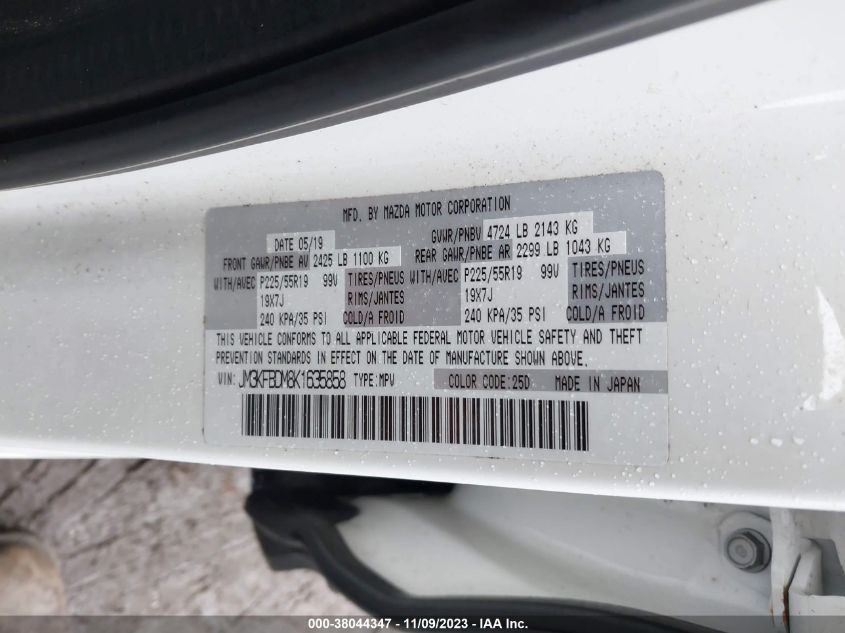 MFD. BY MAZDA MOTOR CORPORATION
DATE 05/19 GVWR/PNBV 4724 LB 2143 KG
FRONT GAWR/PNBE AV 2425 LB 1100 KG REAR GAWR/PNBE AR 2299 LB 1043 KG
WITH/AVEC P225/55R19 99V TIRES/PNEUS WITH/AVEC P225/55R19 99V TIRES/PNEUS
19X7J RIMS/JANTES 19X7J RIMS/JANTES
240 KPA/35 PSI COLD/A FROID 240 KPA/35 PSI COLD/A FROID
THIS VEHICLE CONFORMS TO ALL APPLICABLE FEDERAL MOTOR VEHICLE SAFETY AND THEFT
PREVENTION STANDARDS IN EFFECT ON THE DATE OF MANUFACTURE SHOWN ABOVE.
VIN: JM3KFBDM8K1635858 TYPE:MPV COLOR CODE:25D MADE IN JAPAN
000-38044347 - 11/09/2023 - IAA Inc.